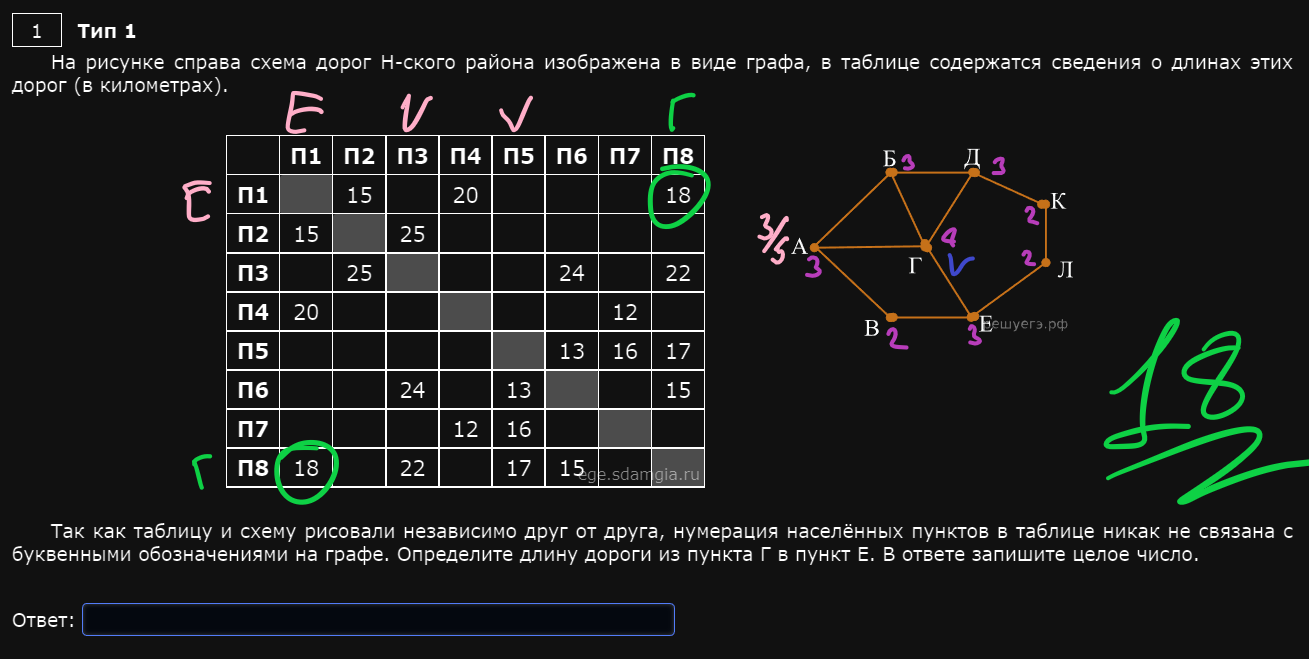 1 Тип 1
На рисунке справа схема дорог Н-ского района изображена в виде графа, в таблице содержатся сведения о длинах этих
дорог (в километрах).
E V V Г
П1 П2 П3 П4 П5 П6 П7 П8
E П1 15 20 18
П2 15 25
П3 25 24 22
П4 20 12
П5 13 16 17
П6 24 13 15
П7 12 16
Г П8 18 22 17 15
ege.sdamgia.ru
Б 3 Д 3
К 2
3/5 А 3 Г 4 V 2 Л
В 2 Е 3
решуегэ.рф
18
Так как таблицу и схему рисовали независимо друг от друга, нумерация населённых пунктов в таблице никак не связана с
буквенными обозначениями на графе. Определите длину дороги из пункта Г в пункт Е. В ответе запишите целое число.
Ответ: